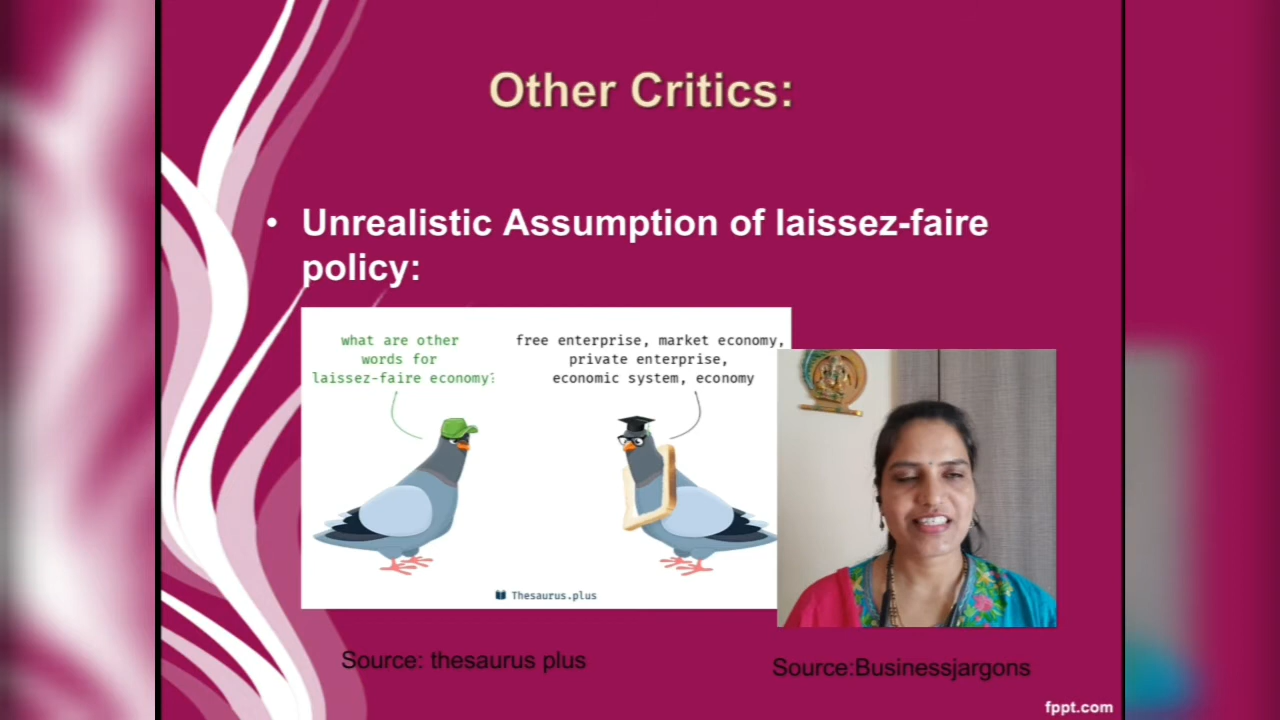 Other Critics:
• Unrealistic Assumption of laissez-faire
policy:
what are other
words for
laissez-faire economy?
free enterprise, market economy,
private enterprise,
economic system, economy
Thesaurus.plus
Source: thesaurus plus
Source:Businessjargons
fppt.com